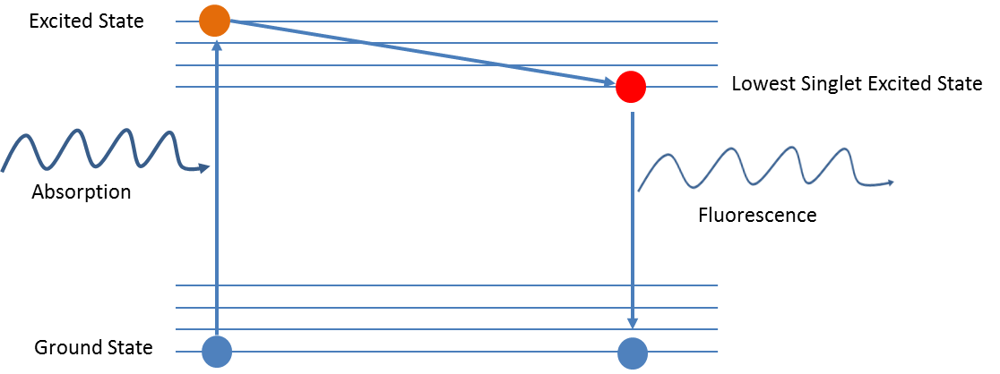 Excited State
Lowest Singlet Excited State
Absorption
Fluorescence
Ground State